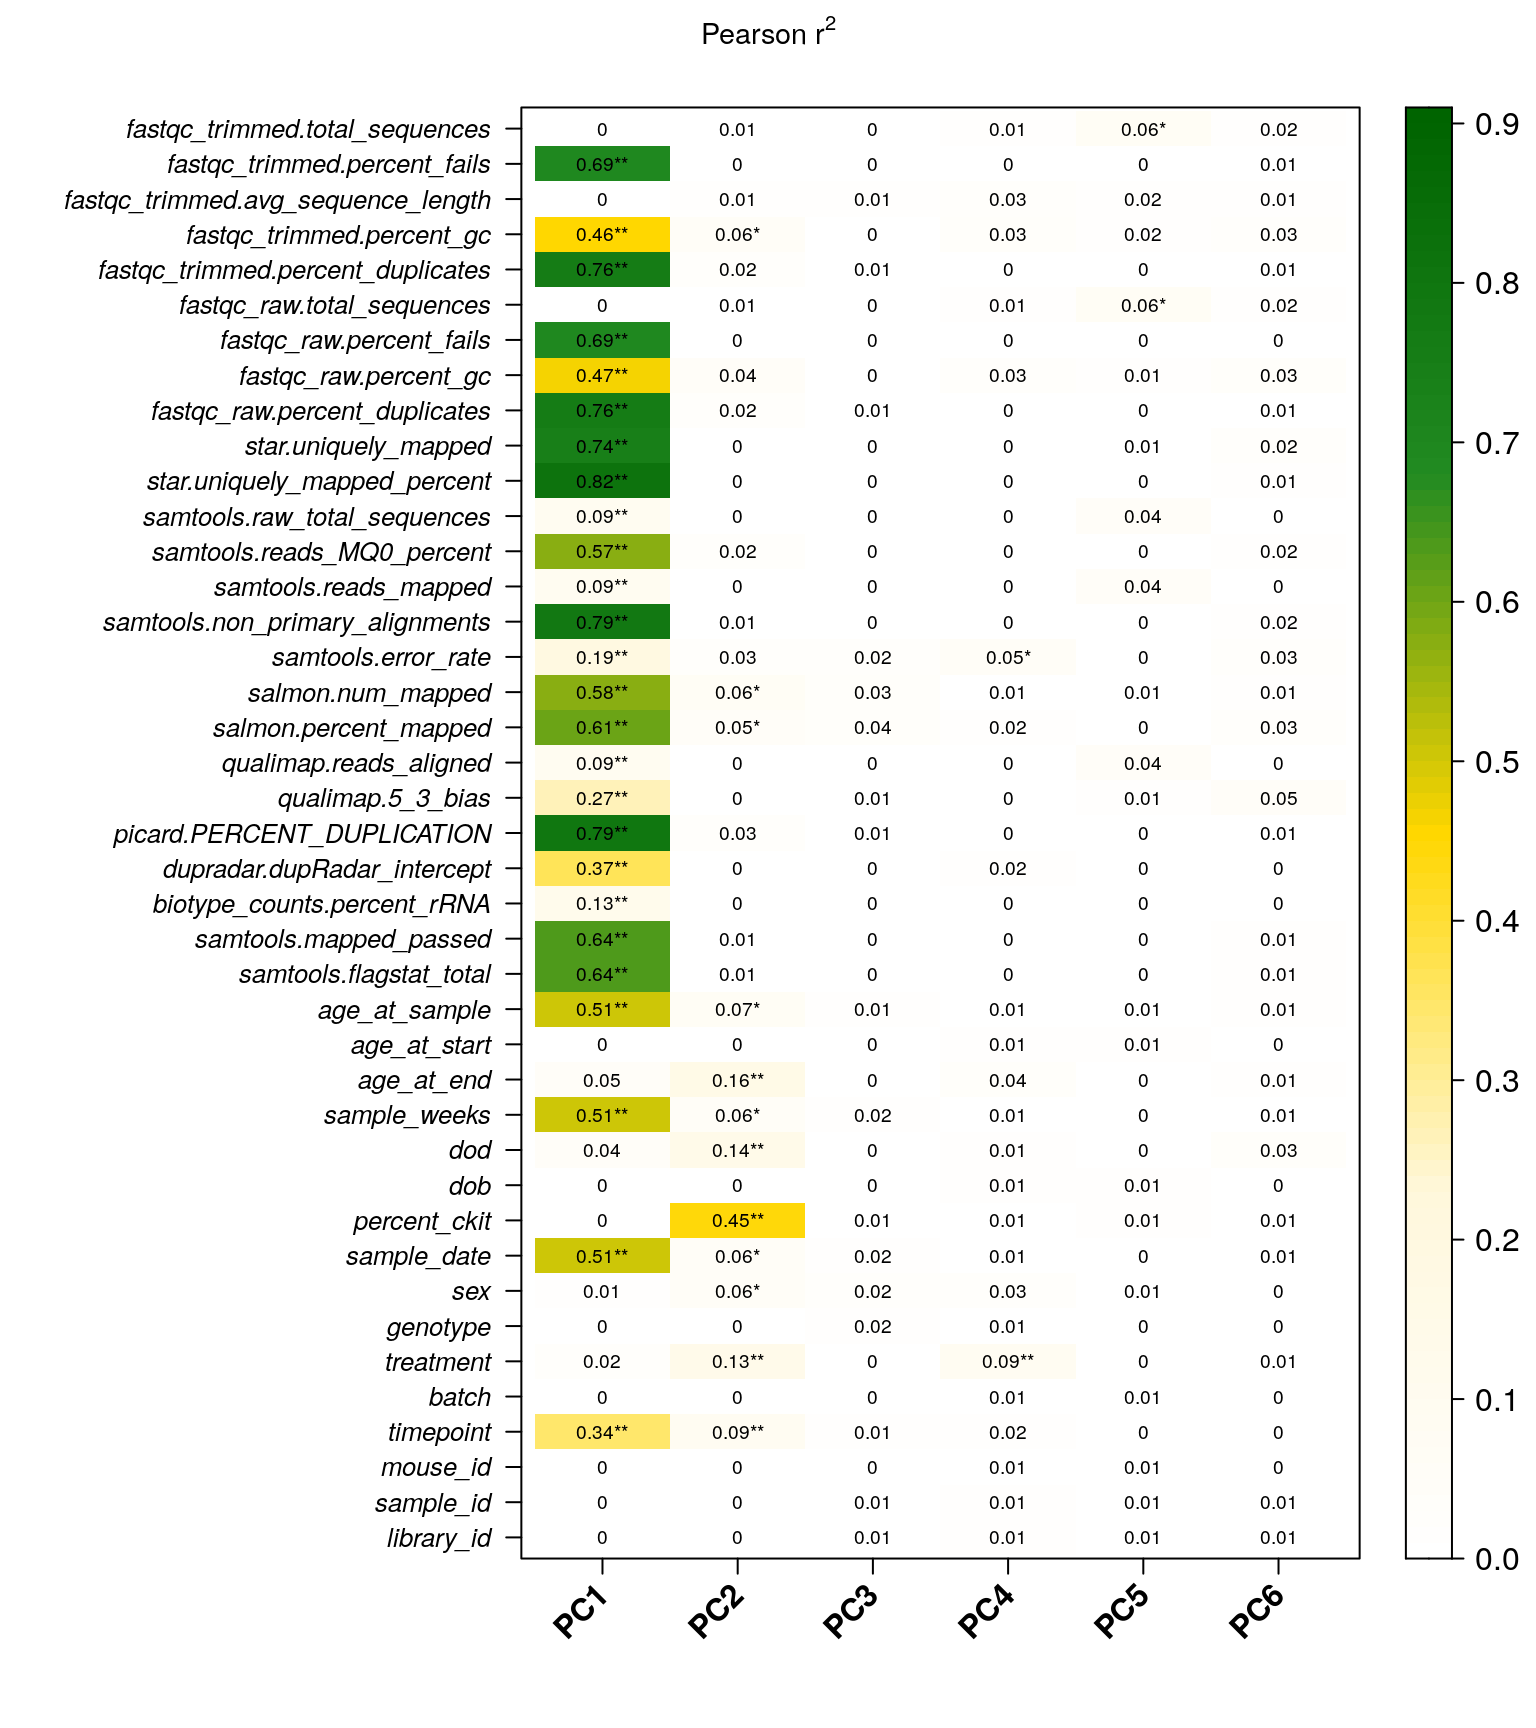 Pearson r²
fastqc_trimmed.total_sequences 0 0.01 0 0.01 0.06* 0.02
fastqc_trimmed.percent_fails 0.69** 0 0 0 0 0.01
fastqc_trimmed.avg_sequence_length 0 0.01 0.01 0.03 0.02 0.01
fastqc_trimmed.percent_gc 0.46** 0.06* 0 0.03 0.02 0.03
fastqc_trimmed.percent_duplicates 0.76** 0.02 0.01 0 0 0.01
fastqc_raw.total_sequences 0 0.01 0 0.01 0.06* 0.02
fastqc_raw.percent_fails 0.69** 0 0 0 0 0
fastqc_raw.percent_gc 0.47** 0.04 0 0.03 0.01 0.03
fastqc_raw.percent_duplicates 0.76** 0.02 0.01 0 0 0.01
star.uniquely_mapped 0.74** 0 0 0 0.01 0.02
star.uniquely_mapped_percent 0.82** 0 0 0 0 0.01
samtools.raw_total_sequences 0.09** 0 0 0 0.04 0
samtools.reads_MQ0_percent 0.57** 0.02 0 0 0 0.02
samtools.reads_mapped 0.09** 0 0 0 0.04 0
samtools.non_primary_alignments 0.79** 0.01 0 0 0 0.02
samtools.error_rate 0.19** 0.03 0.02 0.05* 0 0.03
salmon.num_mapped 0.58** 0.06* 0.03 0.01 0.01 0.01
salmon.percent_mapped 0.61** 0.05* 0.04 0.02 0 0.03
qualimap.reads_aligned 0.09** 0 0 0 0.04 0
qualimap.5_3_bias 0.27** 0 0.01 0 0.01 0.05
picard.PERCENT_DUPLICATION 0.79** 0.03 0.01 0 0 0.01
dupradar.dupRadar_intercept 0.37** 0 0 0.02 0 0
biotype_counts.percent_rRNA 0.13** 0 0 0 0 0
samtools.mapped_passed 0.64** 0.01 0 0 0 0.01
samtools.flagstat_total 0.64** 0.01 0 0 0 0.01
age_at_sample 0.51** 0.07* 0.01 0.01 0.01 0.01
age_at_start 0 0 0 0.01 0.01 0
age_at_end 0.05 0.16** 0 0.04 0 0.01
sample_weeks 0.51** 0.06* 0.02 0.01 0 0.01
dod 0.04 0.14** 0 0.01 0 0.03
dob 0 0 0 0.01 0.01 0
percent_ckit 0 0.45** 0.01 0.01 0.01 0.01
sample_date 0.51** 0.06* 0.02 0.01 0 0.01
sex 0.01 0.06* 0.02 0.03 0.01 0
genotype 0 0 0.02 0.01 0 0
treatment 0.02 0.13** 0 0.09** 0 0.01
batch 0 0 0 0.01 0.01 0
timepoint 0.34** 0.09** 0.01 0.02 0 0
mouse_id 0 0 0 0.01 0.01 0
sample_id 0 0 0.01 0.01 0.01 0.01
library_id 0 0 0.01 0.01 0.01 0.01
PC1 PC2 PC3 PC4 PC5 PC6
0.9
0.8
0.7
0.6
0.5
0.4
0.3
0.2
0.1
0.0